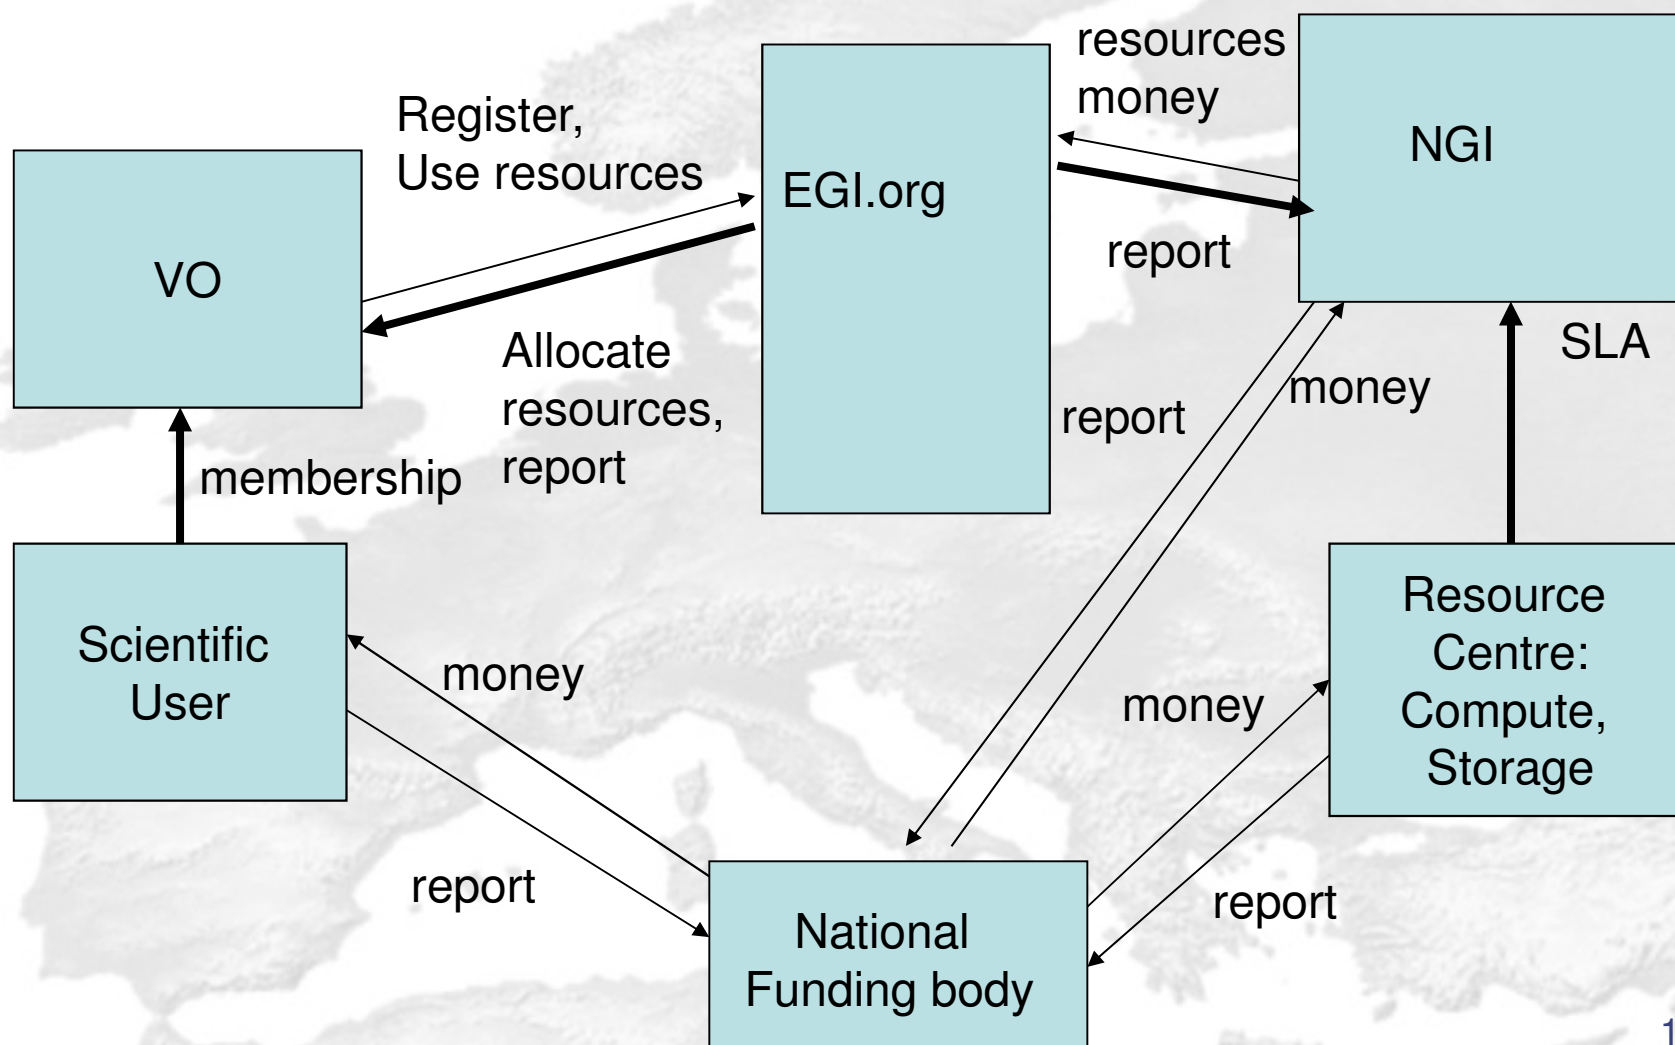 resources
money
NGI
Register,
Use resources
EGI.org
VO
report
Allocate
resources,
report
SLA
money
report
membership
Scientific
User
money
Resource
Centre:
Compute,
Storage
money
report
report
National
Funding body
1